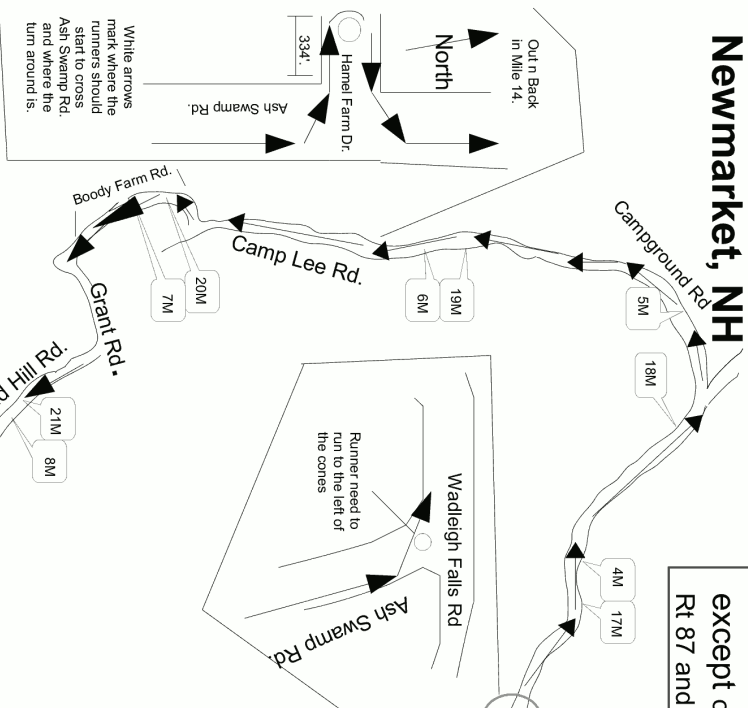 Newmarket, NH
except
Rt 87 and
Out n Back
in Mile 14.
North
Hamel Farm Dr.
334'.
Ash Swamp Rd.
White arrows
mark where the
runners should
start to cross
Ash Swamp Rd.
and where the
turn around is.
Boody Farm Rd.
Camp Lee Rd.
Campground Rd
Grant Rd.
Hill Rd.
20M
7M
19M
6M
5M
18M
4M
17M
21M
8M
Runner need to
run to the left of
the cones
Wadleigh Falls Rd
Ash Swamp Rd.